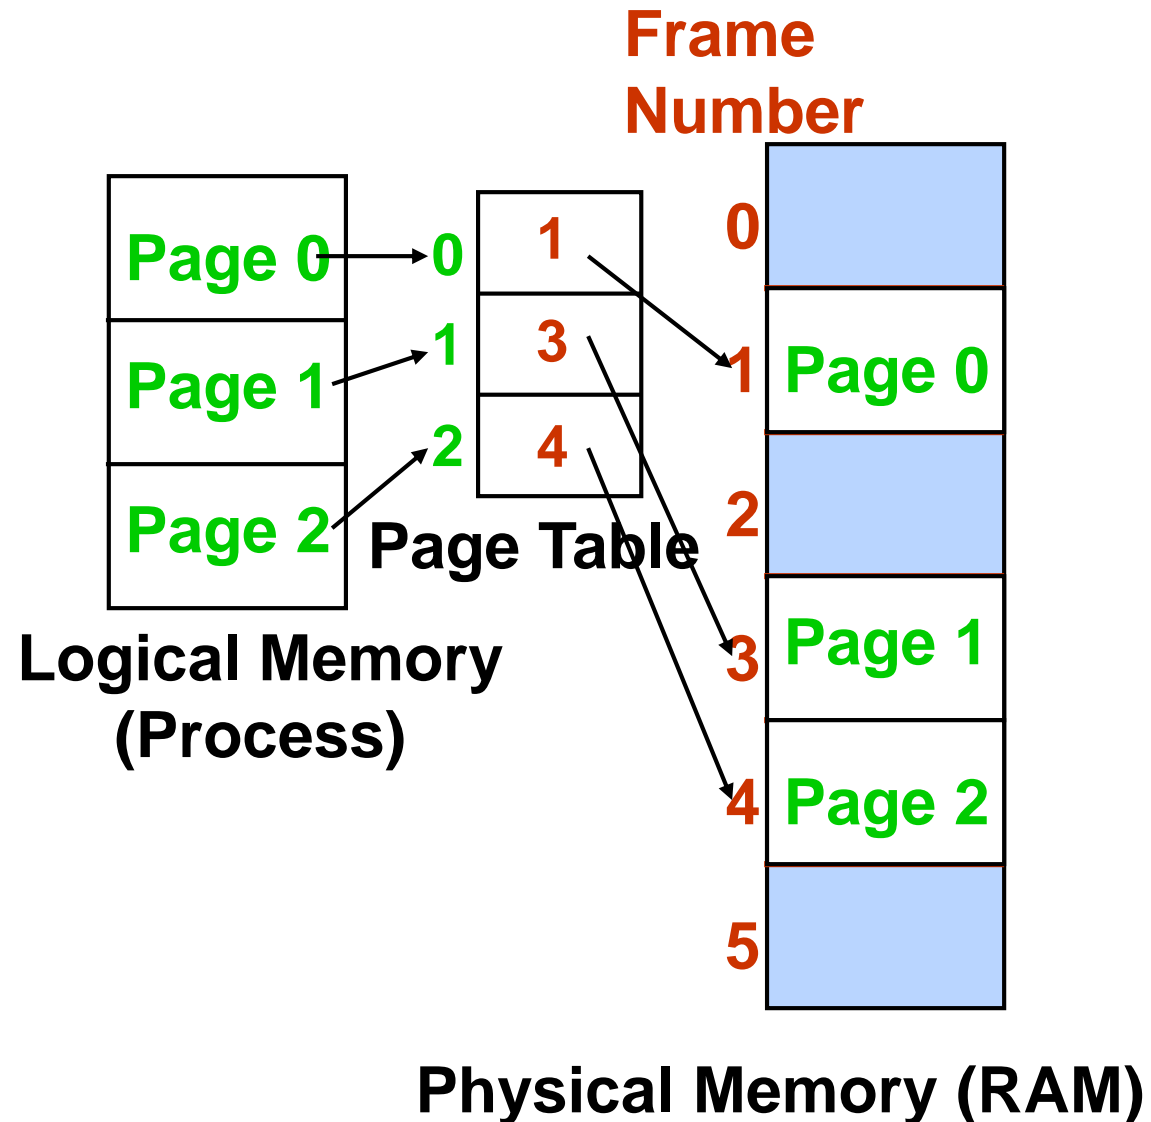 Frame
Number
Page 0
Page 1
Page 2
Logical Memory
(Process)
0
1
2
1
3
4
Page Table
0
1
2
3
4
5
Page 0
Page 1
Page 2
Physical Memory (RAM)